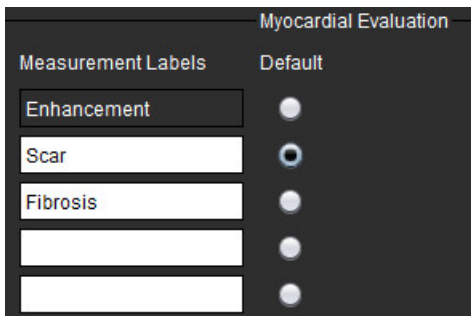 Myocardial Evaluation
Measurement Labels Default
Enhancement
Scar
Fibrosis